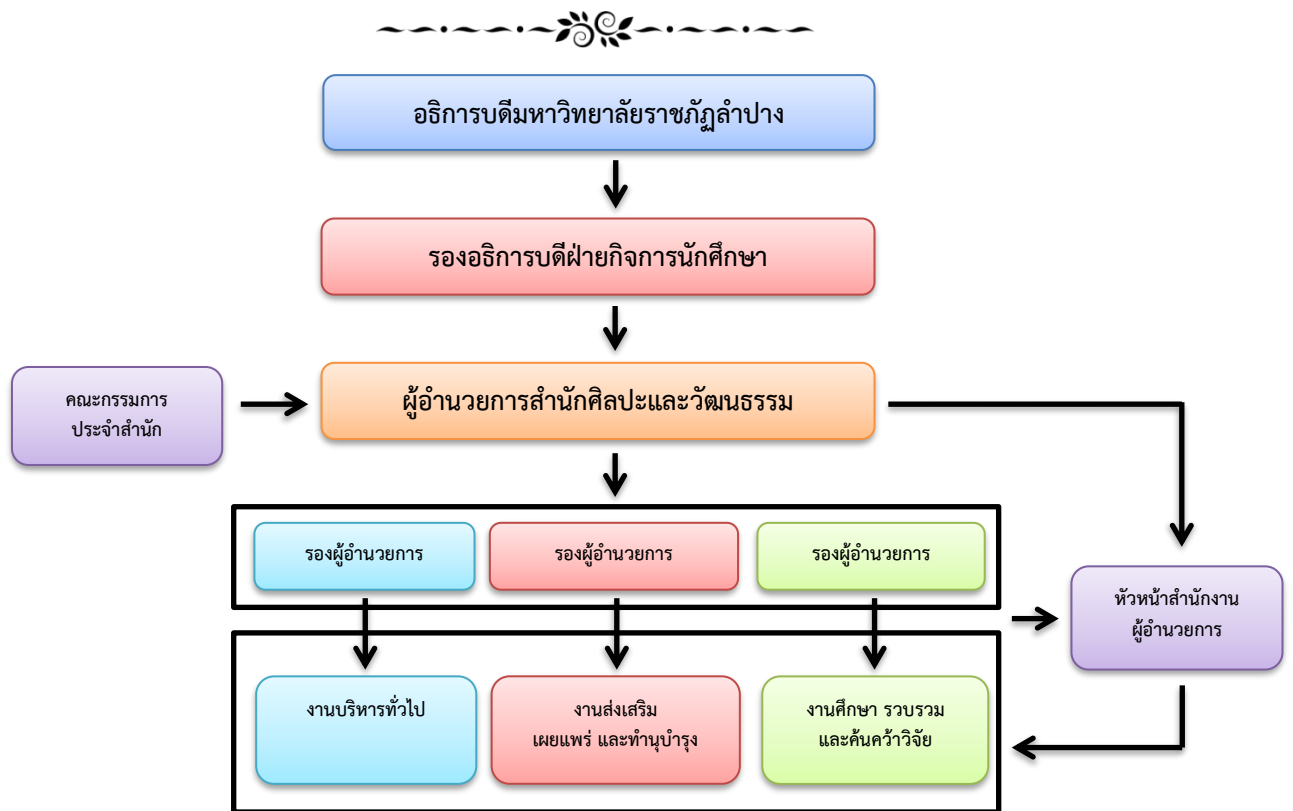 อธิการบดีมหาวิทยาลัยราชภัฏลำปาง
รองอธิการบดีฝ่ายกิจการนักศึกษา
คณะกรรมการ
ประจำสำนัก
ผู้อำนวยการสำนักศิลปะและวัฒนธรรม
รองผู้อำนวยการ
รองผู้อำนวยการ
รองผู้อำนวยการ
หัวหน้าสำนักงาน
ผู้อำนวยการ
งานบริหารทั่วไป
งานส่งเสริม
เผยแพร่ และทำนุบำรุง
งานศึกษา รวบรวม
และค้นคว้าวิจัย